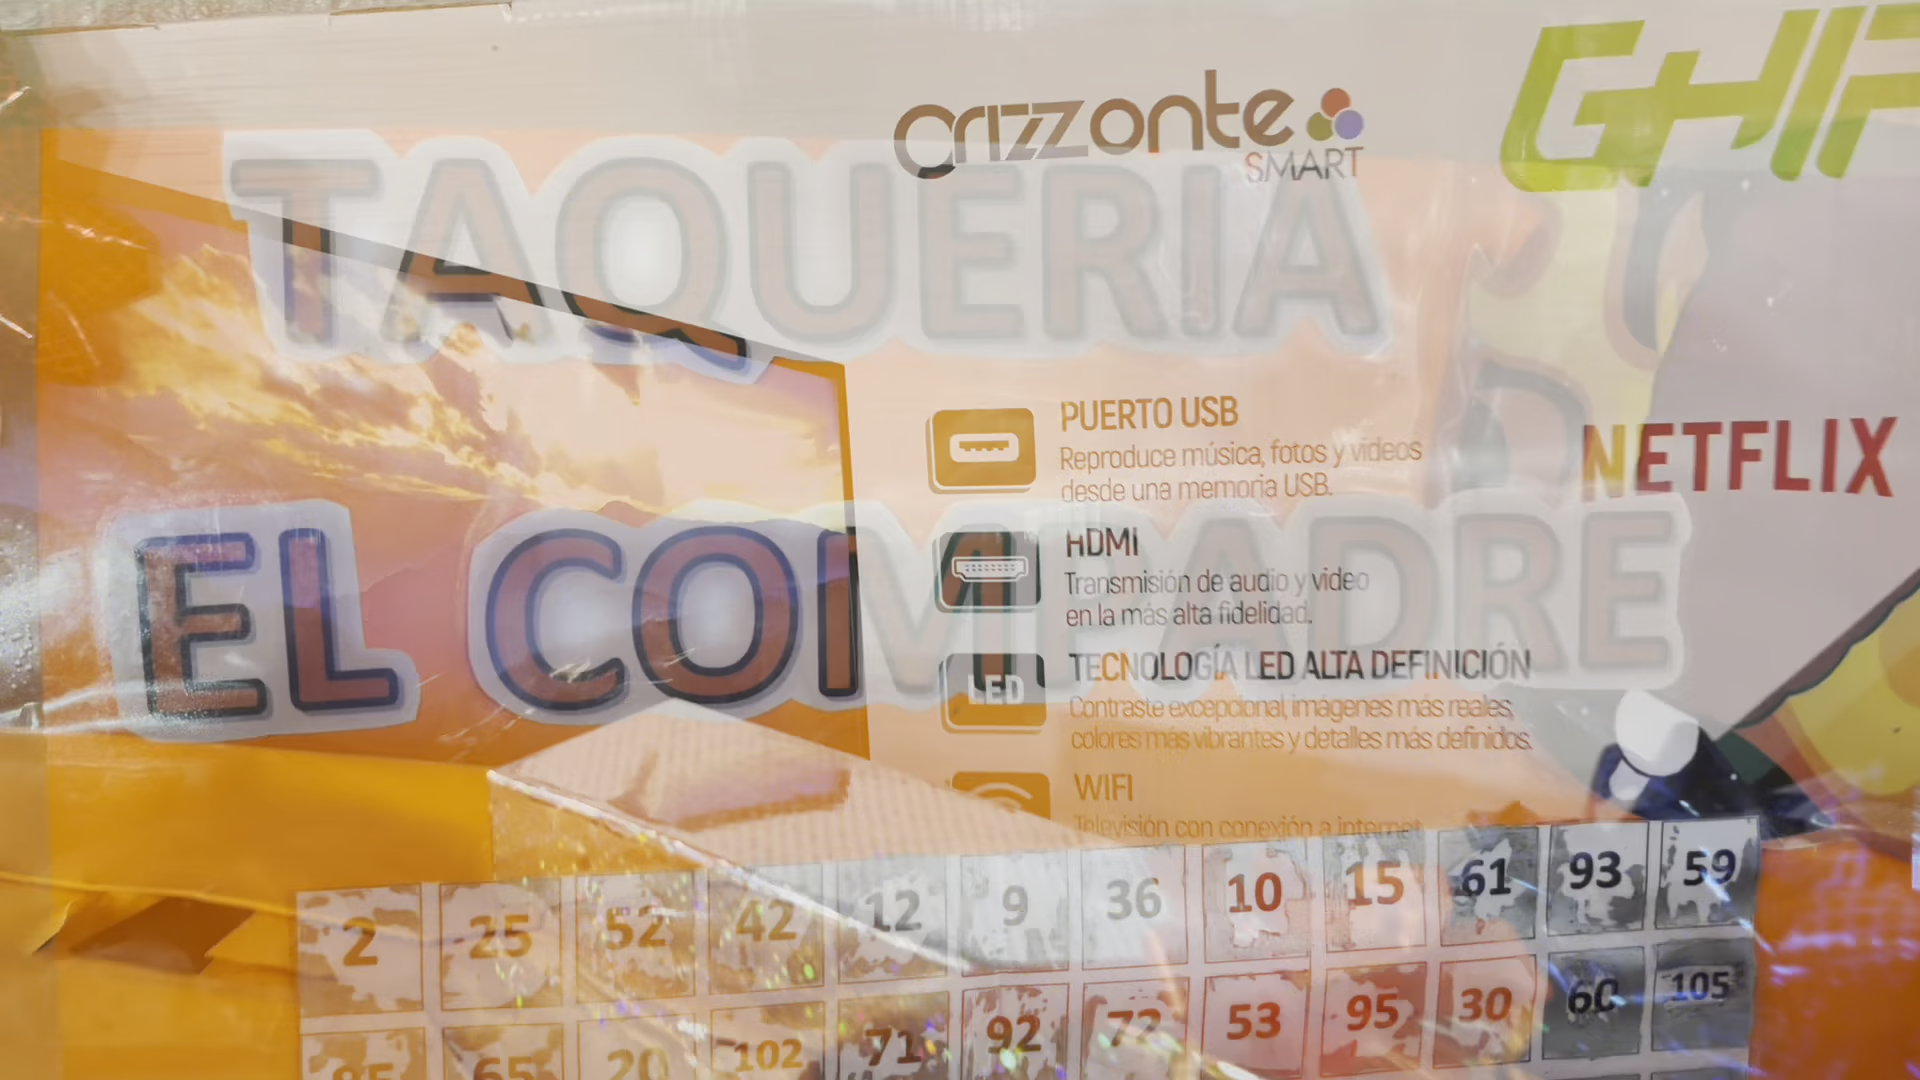 arizzonte
SMART
GHI
TAQUERIA
NETFLIX
PUERTO USB
Reproduce música, fotos y videos
desde una memoria USB.
EL COMPADRE
HDMI
Transmisión de audio y video
en la más alta fidelidad.
LED
TECNOLOGÍA LED ALTA DEFINICIÓN
Contraste excepcional, imágenes más reales,
colores más vibrantes y detalles más definidos.
WIFI
Televisión con conexión a internet
2 25 52 42 12 9 36 10 15 61 93 59
65 20 102 71 92 72 53 95 30 60 105